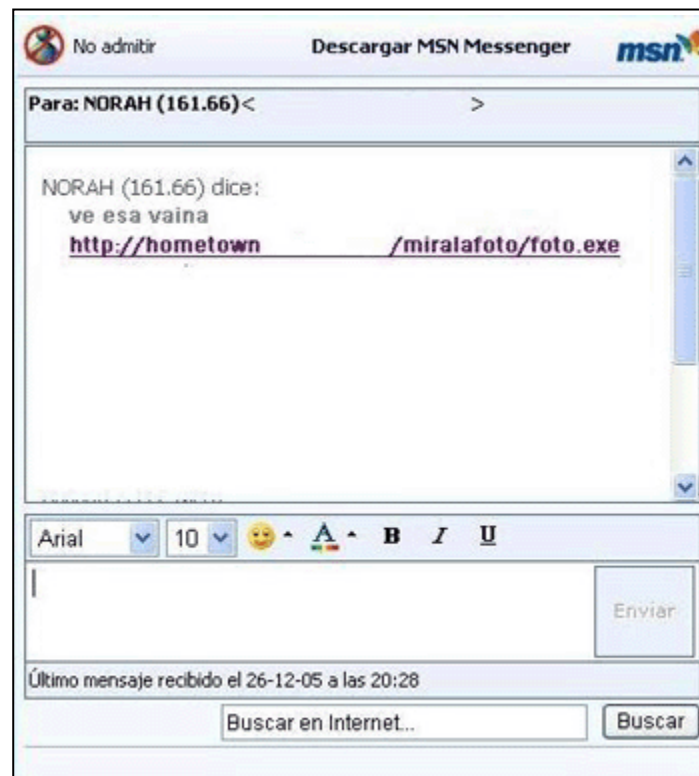 No admitir
Descargar MSN Messenger
msn
Para: NORAH (161.66)< >
NORAH (161.66) dice:
ve esa vaina
http://hometown /miralafoto/foto.exe
Arial 10 A B I U
Enviar
Último mensaje recibido el 26-12-05 a las 20:28
Buscar en Internet...
Buscar